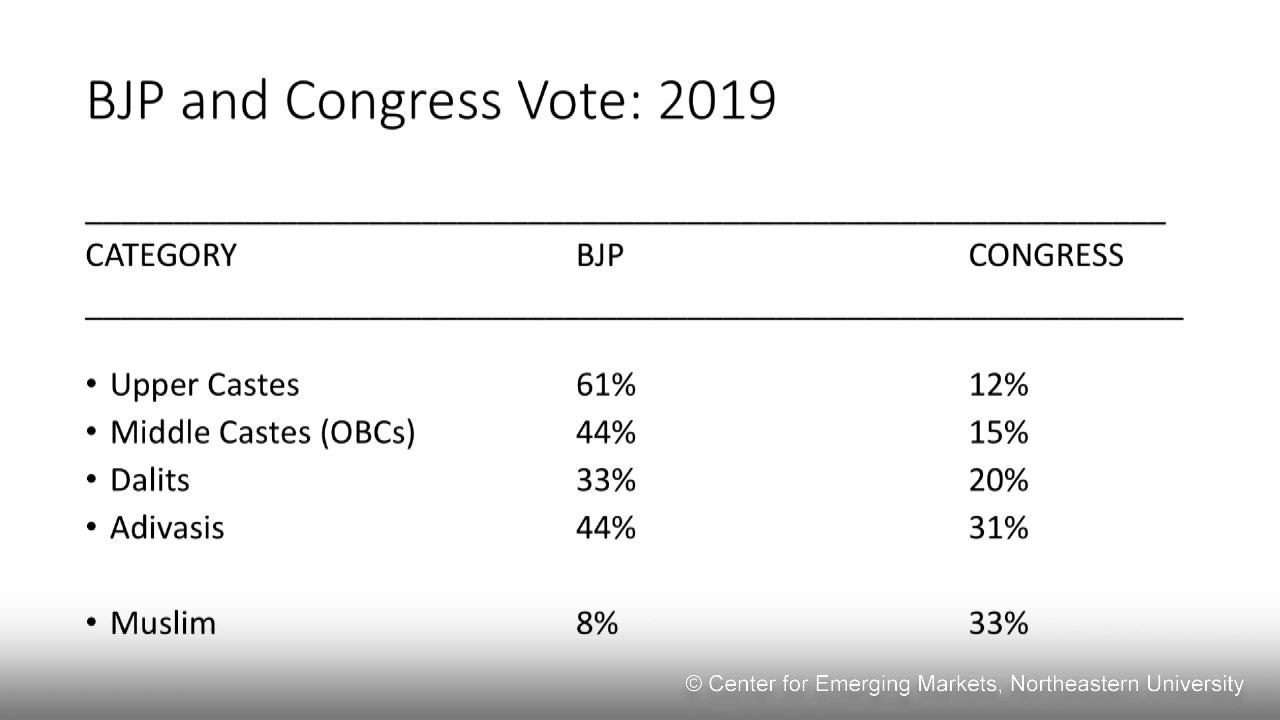 BJP and Congress Vote: 2019
CATEGORY BJP CONGRESS
• Upper Castes 61% 12%
• Middle Castes (OBCs) 44% 15%
• Dalits 33% 20%
• Adivasis 44% 31%
• Muslim 8% 33%
© Center for Emerging Markets, Northeastern University